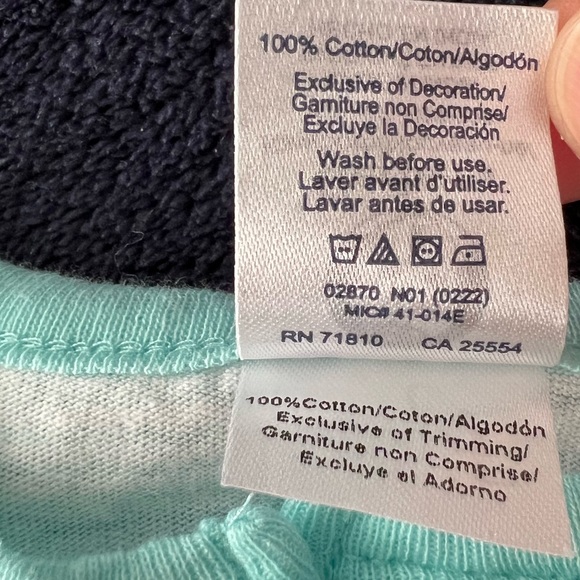 100% Cotton/Coton/Algodón
Exclusive of Decoration/
Garniture non Comprise/
Excluye la Decoración
Wash before use.
Laver avant d'utiliser.
Lavar antes de usar.
02870 N01 (0222)
MIC# 41-014E
RN 71810 CA 25554
100%Cotton/Coton/Algodón
Exclusive of Trimming/
Garniture non Comprise/
Excluye el Adorno